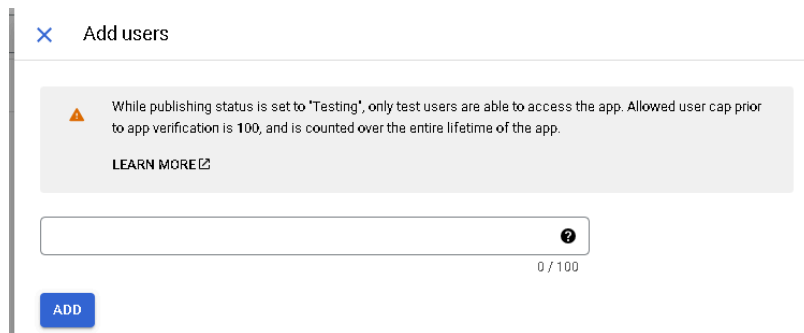 Add users
While publishing status is set to "Testing", only test users are able to access the app. Allowed user cap prior
to app verification is 100, and is counted over the entire lifetime of the app.
LEARN MORE
0 / 100
ADD